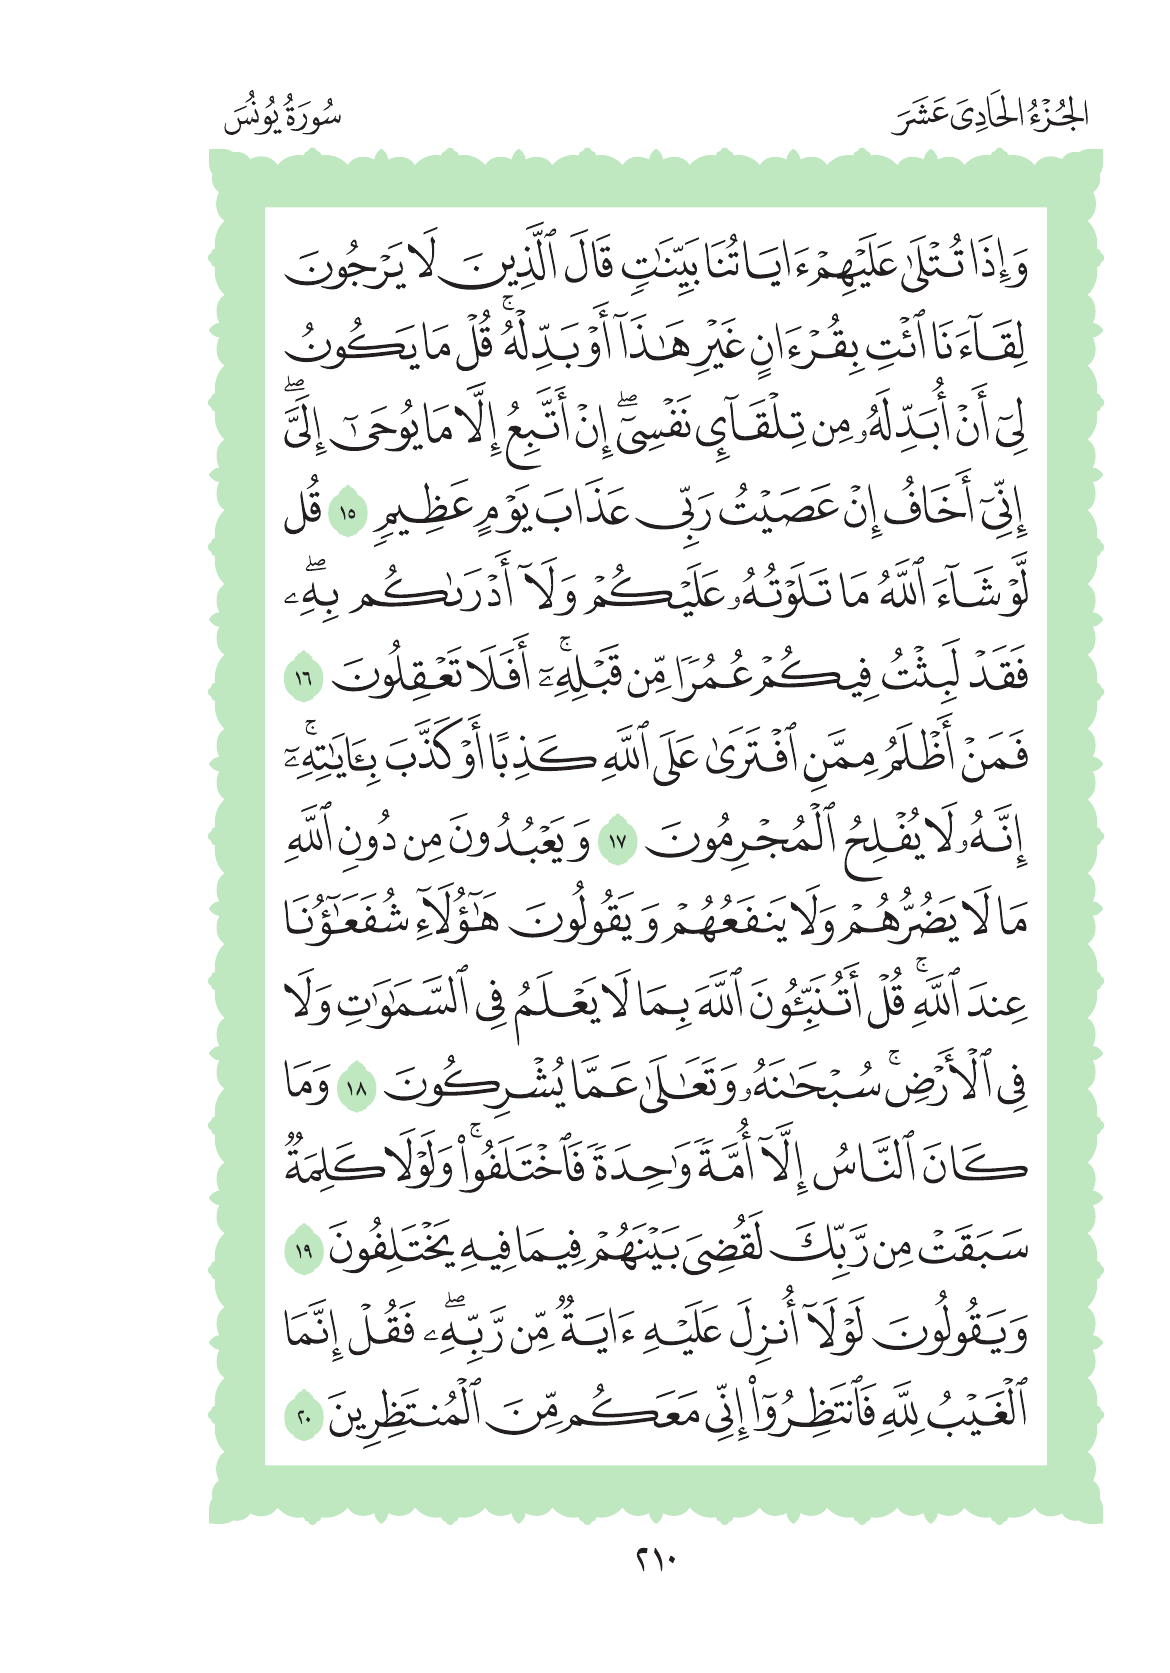 الجُزْءُ الحَادِيَ عَشَرَ
سُورَةُ يُونُسَ
وَإِذَا تُتْلَىٰ عَلَيْهِمْ ءَايَاتُنَا بَيِّنَـٰتٍ قَالَ ٱلَّذِينَ لَا يَرْجُونَ
لِقَآءَنَا ٱئْتِ بِقُرْءَانٍ غَيْرِ هَـٰذَآ أَوْ بَدِّلْهُ ۚ قُلْ مَا يَكُونُ
لِىٓ أَنْ أُبَدِّلَهُۥ مِن تِلْقَآئِ نَفْسِىٓ ۖ إِنْ أَتَّبِعُ إِلَّا مَا يُوحَىٰٓ إِلَىَّ ۖ
إِنِّىٓ أَخَافُ إِنْ عَصَيْتُ رَبِّى عَذَابَ يَوْمٍ عَظِيمٍ ١٥ قُل
لَّوْ شَآءَ ٱللَّهُ مَا تَلَوْتُهُۥ عَلَيْكُمْ وَلَآ أَدْرَىٰكُم بِهِۦ ۖ
فَقَدْ لَبِثْتُ فِيكُمْ عُمُرًا مِّن قَبْلِهِۦٓ ۚ أَفَلَا تَعْقِلُونَ ١٦
فَمَنْ أَظْلَمُ مِمَّنِ ٱفْتَرَىٰ عَلَى ٱللَّهِ كَذِبًا أَوْ كَذَّبَ بِـَٔايَـٰتِهِۦٓ ۚ
إِنَّهُۥ لَا يُفْلِحُ ٱلْمُجْرِمُونَ ١٧ وَيَعْبُدُونَ مِن دُونِ ٱللَّهِ
مَا لَا يَضُرُّهُمْ وَلَا يَنفَعُهُمْ وَيَقُولُونَ هَـٰٓؤُلَآءِ شُفَعَـٰٓؤُنَا
عِندَ ٱللَّهِ ۚ قُلْ أَتُنَبِّـُٔونَ ٱللَّهَ بِمَا لَا يَعْلَمُ فِى ٱلسَّمَـٰوَٰتِ وَلَا
فِى ٱلْأَرْضِ ۚ سُبْحَـٰنَهُۥ وَتَعَـٰلَىٰ عَمَّا يُشْرِكُونَ ١٨ وَمَا
كَانَ ٱلنَّاسُ إِلَّآ أُمَّةً وَٰحِدَةً فَٱخْتَلَفُوا۟ ۚ وَلَوْلَا كَلِمَةٌ
سَبَقَتْ مِن رَّبِّكَ لَقُضِىَ بَيْنَهُمْ فِيمَا فِيهِ يَخْتَلِفُونَ ١٩
وَيَقُولُونَ لَوْلَآ أُنزِلَ عَلَيْهِ ءَايَةٌ مِّن رَّبِّهِۦ ۖ فَقُلْ إِنَّمَا
ٱلْغَيْبُ لِلَّهِ فَٱنتَظِرُوٓا۟ إِنِّى مَعَكُم مِّنَ ٱلْمُنتَظِرِينَ ٢٠
٢١٠